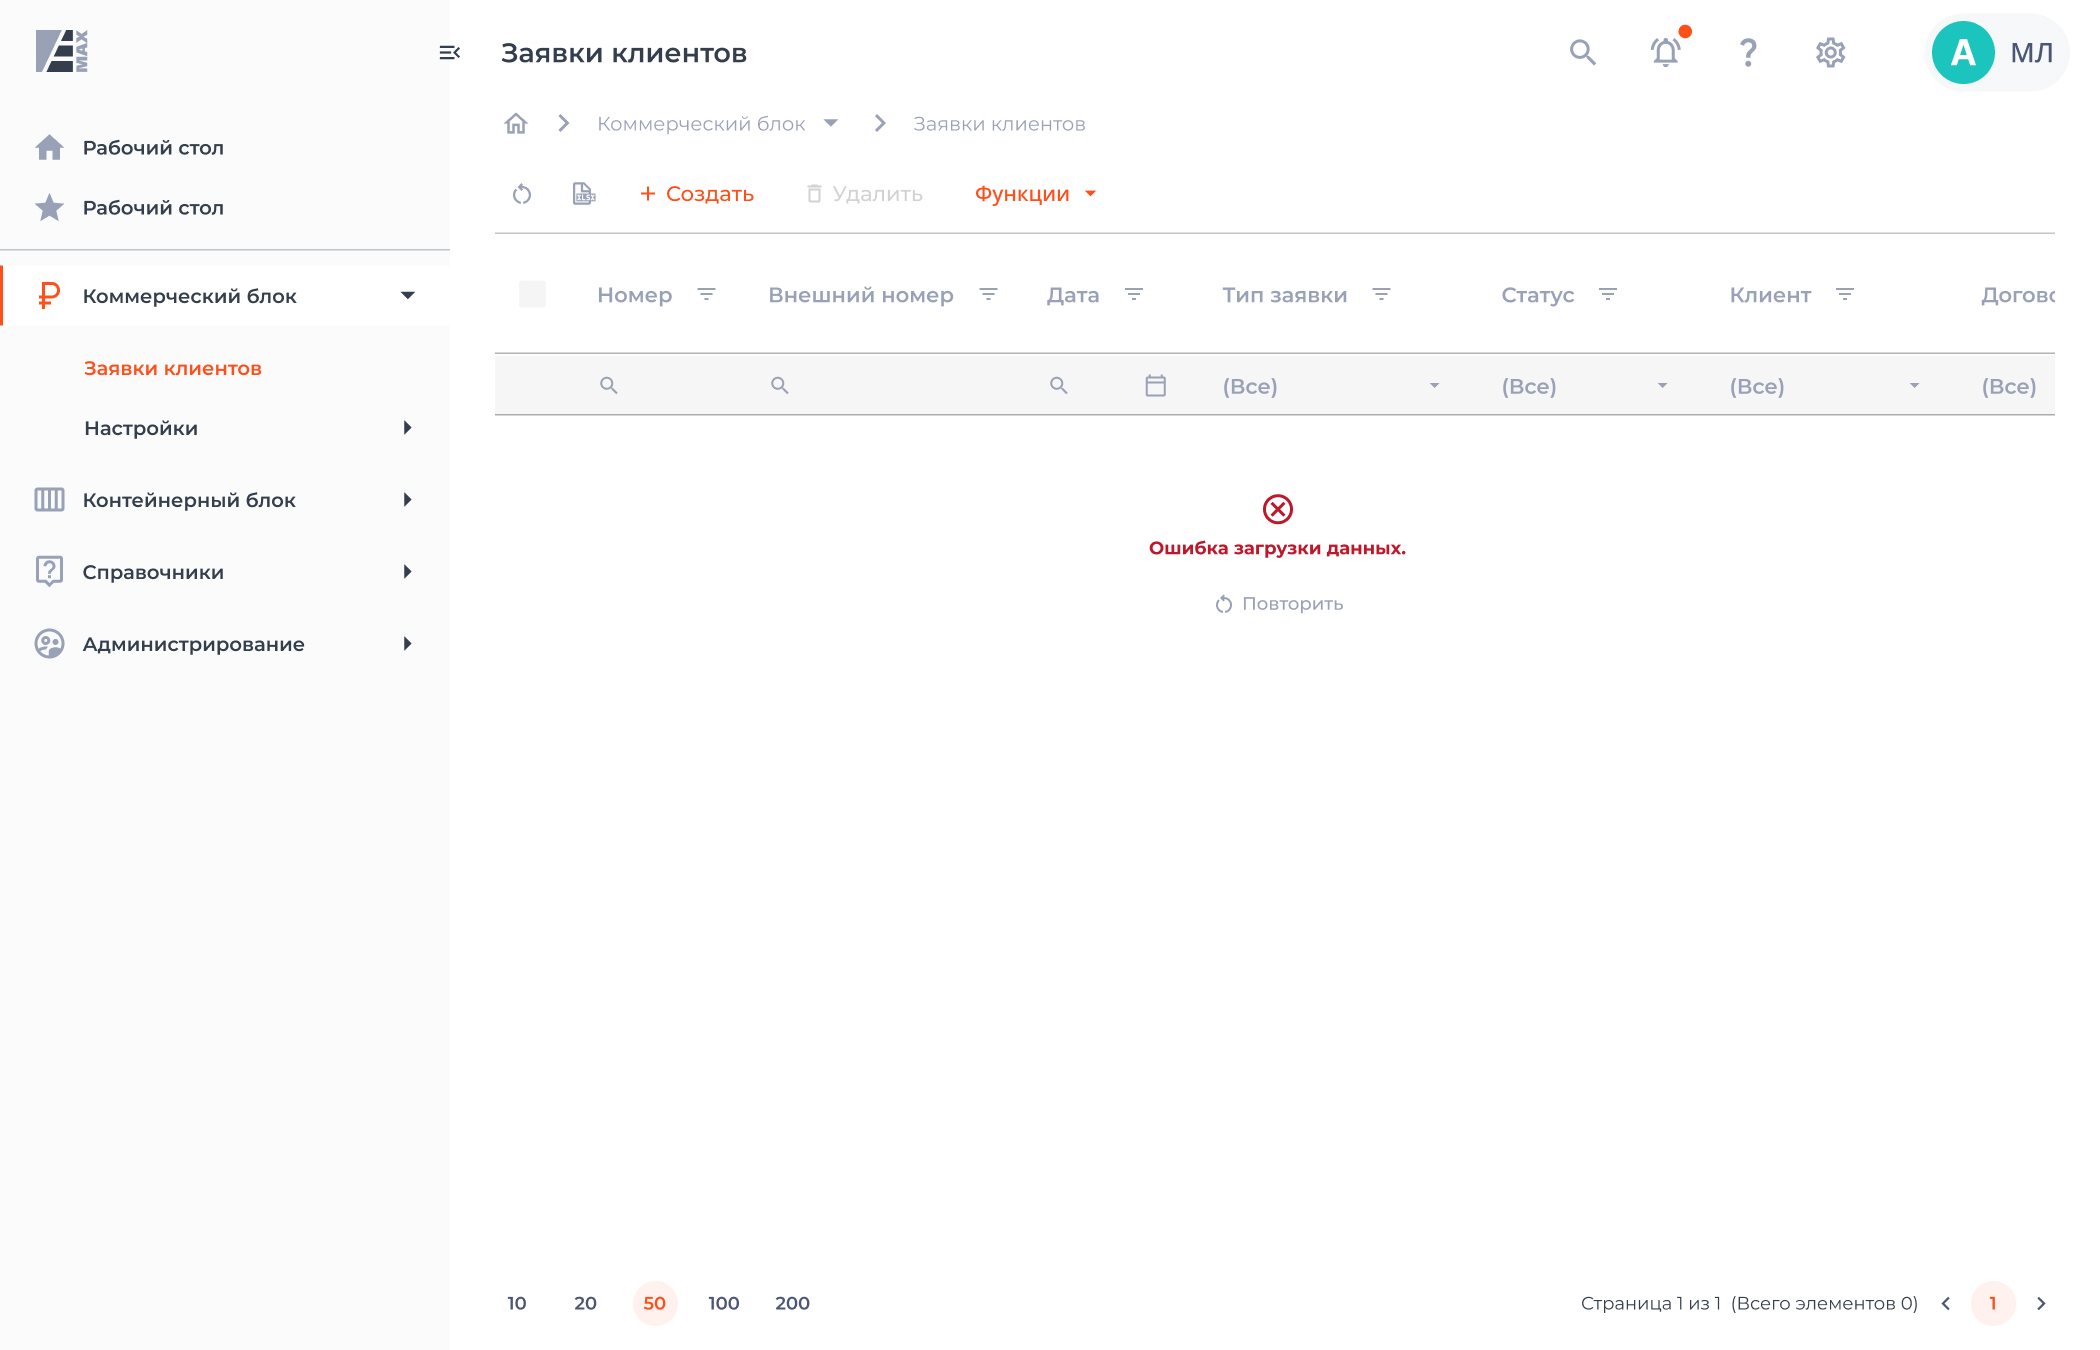 MAX
Заявки клиентов
A МЛ
Рабочий стол
Рабочий стол
Коммерческий блок
Заявки клиентов
Настройки
Контейнерный блок
Справочники
Администрирование
Коммерческий блок Заявки клиентов
+ Создать Удалить Функции
Номер Внешний номер Дата Тип заявки Статус Клиент Догово
(Все) (Все) (Все) (Все)
Ошибка загрузки данных.
Повторить
10 20 50 100 200
Страница 1 из 1 (Всего элементов 0) 1